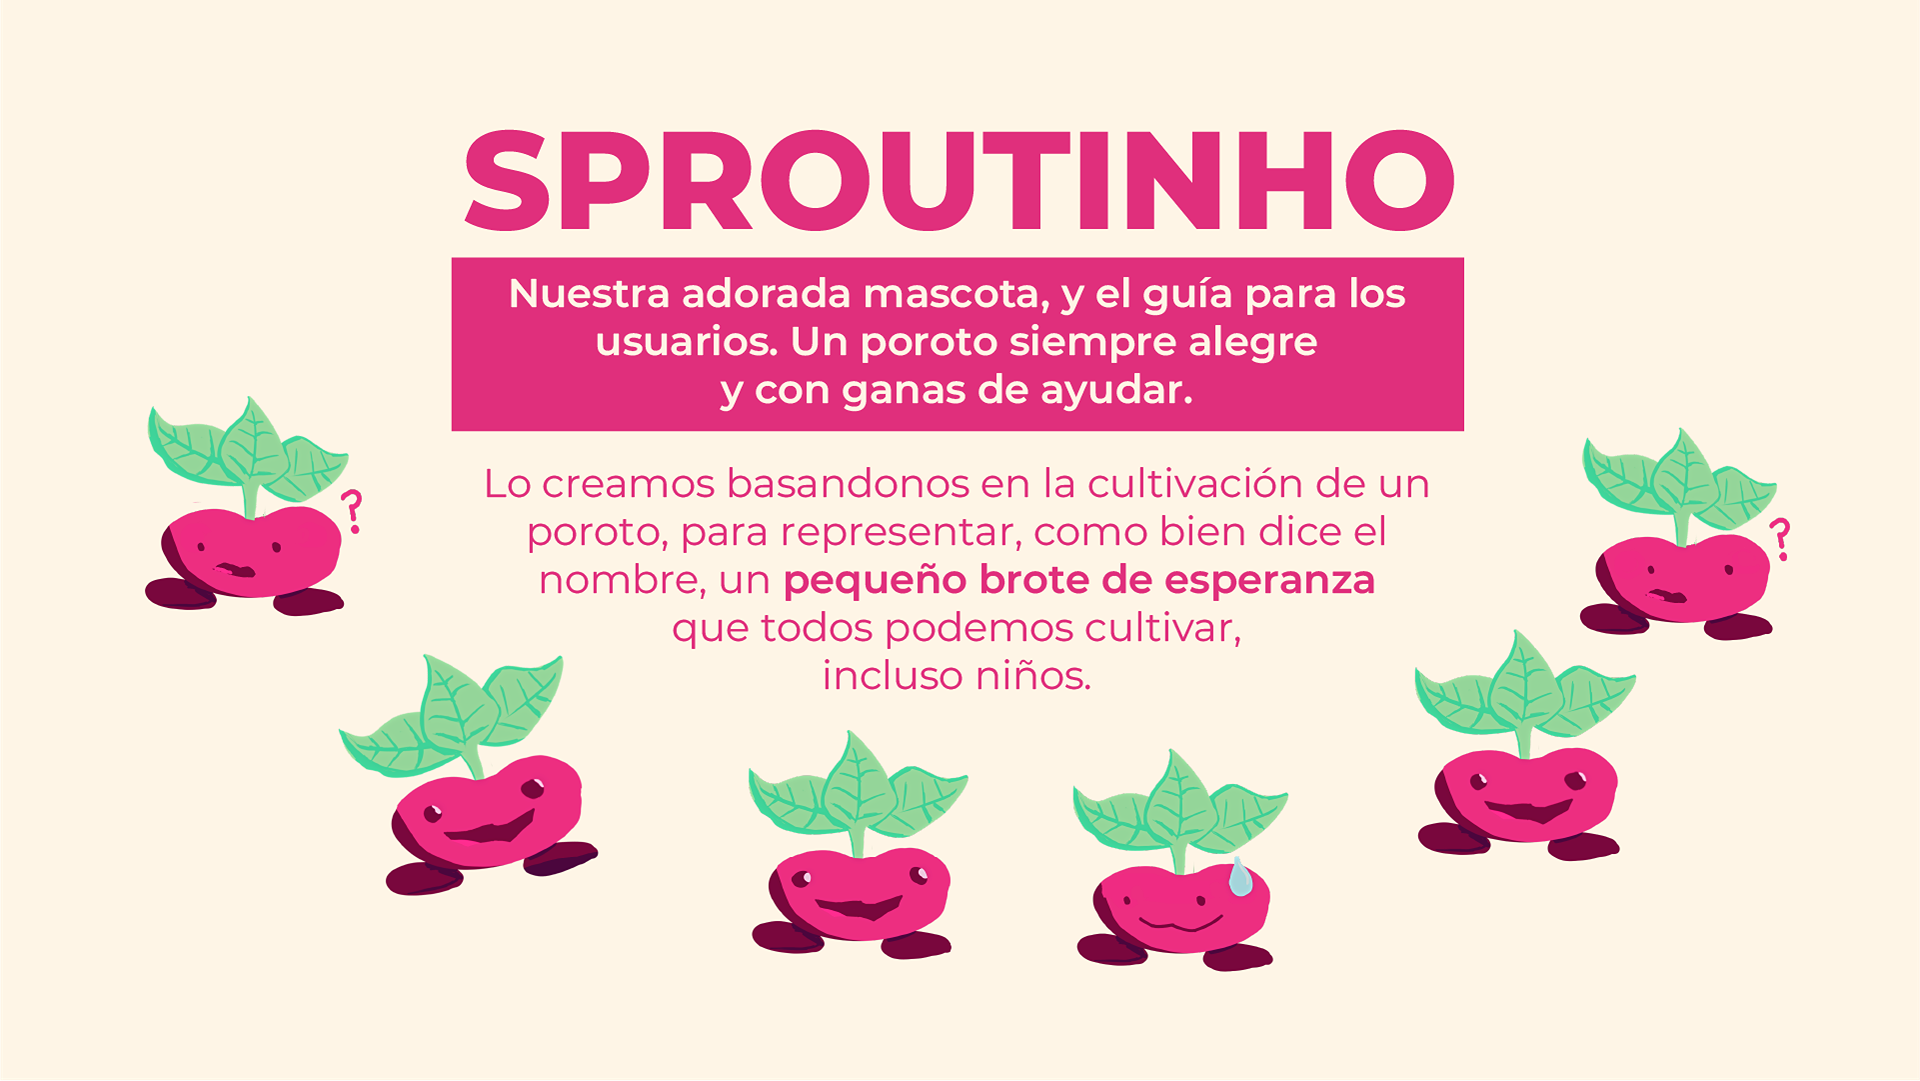 SPROUTINHO
Nuestra adorada mascota, y el guía para los
usuarios. Un poroto siempre alegre
y con ganas de ayudar.
Lo creamos basandonos en la cultivación de un
poroto, para representar, como bien dice el
nombre, un pequeño brote de esperanza
que todos podemos cultivar,
incluso niños.
?
?